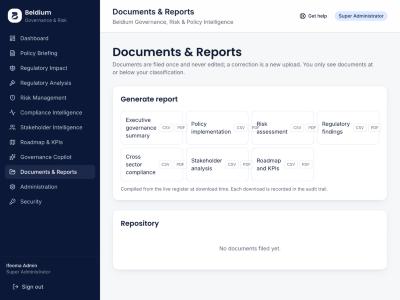 Beldium
Governance & Risk
Dashboard
Policy Briefing
Regulatory Impact
Regulatory Analysis
Risk Management
Compliance Intelligence
Stakeholder Intelligence
Roadmap & KPIs
Governance Copilot
Documents & Reports
Administration
Security
Ifeoma Admin
Super Administrator
Sign out
Documents & Reports
Beldium Governance, Risk & Policy Intelligence
Get help
Super Administrator
Documents & Reports
Documents are filed once and never edited; a correction is a new upload. You only see documents at
or below your classification.
Generate report
Executive
governance
summary
CSV PDF
Policy
implementation
CSV PDF
Risk
assessment
CSV PDF
Regulatory
findings
CSV PDF
Cross
sector
compliance
CSV PDF
Stakeholder
analysis
CSV PDF
Roadmap
and KPIs
CSV PDF
Compiled from the live register at download time. Each download is recorded in the audit trail.
Repository
No documents filed yet.